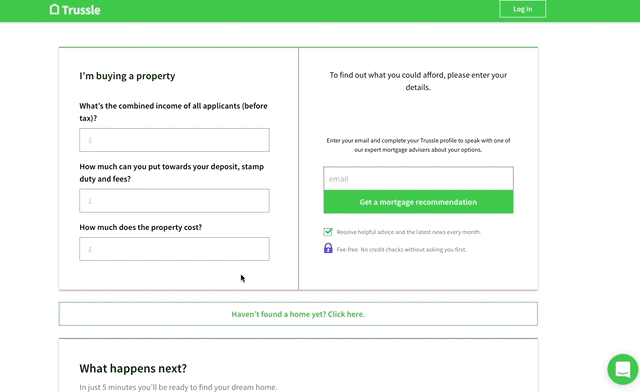 Trussle
Log in
I'm buying a property
What's the combined income of all applicants (before
tax)?
£
How much can you put towards your deposit, stamp
duty and fees?
£
How much does the property cost?
£
To find out what you could afford, please enter your
details.
Enter your email and complete your Trussle profile to speak with one of
our expert mortgage advisers about your options.
email
Get a mortgage recommendation
Receive helpful advice and the latest news every month.
Fee-free. No credit checks without asking you first.
Haven't found a home yet? Click here.
What happens next?
In just 5 minutes you'll be ready to find your dream home.